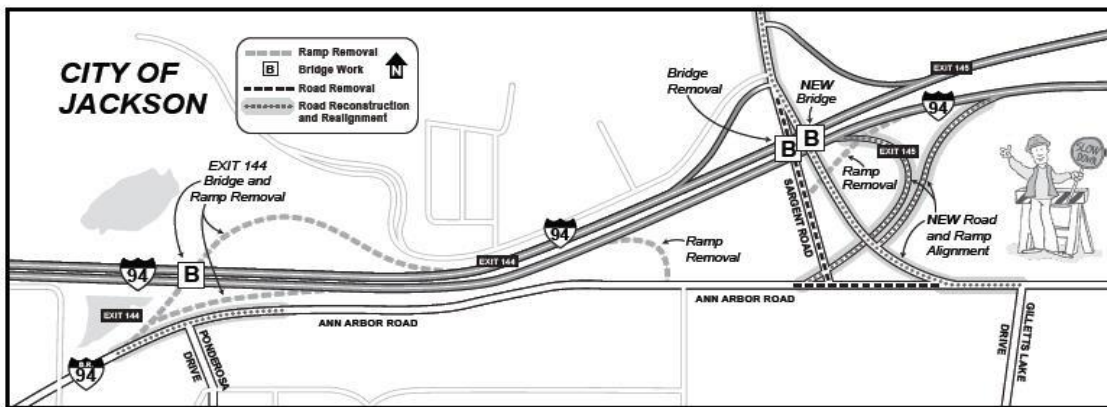 CITY OF
JACKSON
Ramp Removal
B Bridge Work
N
Road Removal
Road Reconstruction
and Realignment
EXIT 144
Bridge and
Ramp Removal
B
94
EXIT 144
B.R.
94
PONDEROSA
DRIVE
ANN ARBOR ROAD
EXIT 144
94
Ramp
Removal
Bridge
Removal
NEW
Bridge
B
B
EXIT 145
94
EXIT 145
Ramp
Removal
SARGENT ROAD
NEW Road
and Ramp
Alignment
ANN ARBOR ROAD
GILLETTS LAKE
DRIVE
SLOW
DOWN